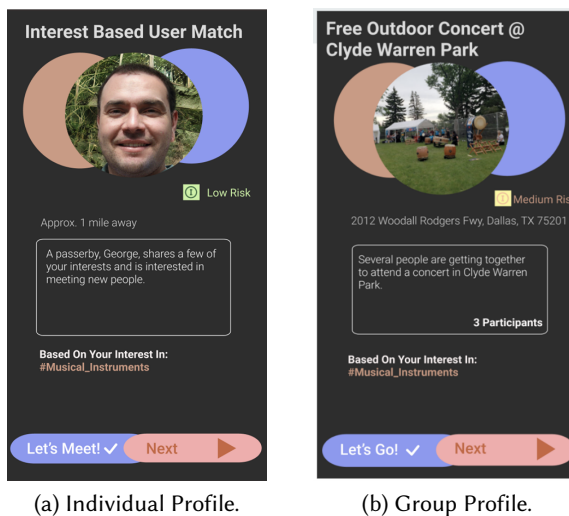 Interest Based User Match
Low Risk
Approx. 1 mile away
A passerby, George, shares a few of
your interests and is interested in
meeting new people.
Based On Your Interest In:
#Musical_Instruments
Let's Meet!
Next
(a) Individual Profile.
Free Outdoor Concert @
Clyde Warren Park
Medium Ris
2012 Woodall Rodgers Fwy, Dallas, TX 75201
Several people are getting together
to attend a concert in Clyde Warren
Park.
3 Participants
Based On Your Interest In:
#Musical_Instruments
Let's Go!
Next
(b) Group Profile.